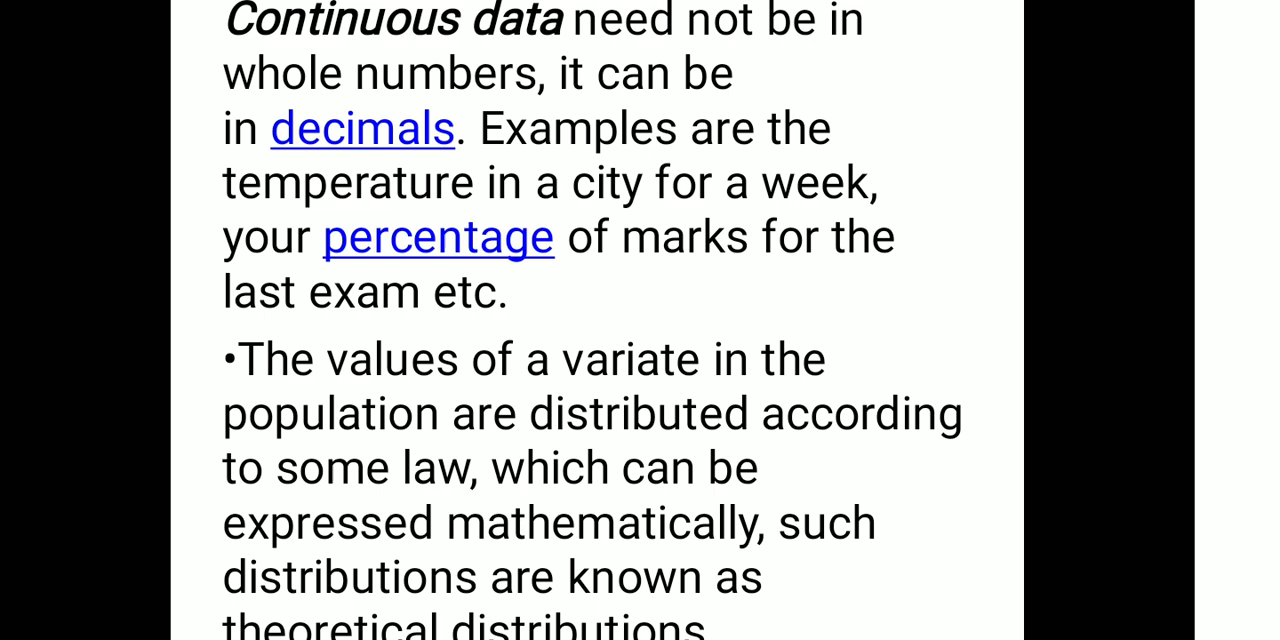 Continuous data need not be in
whole numbers, it can be
in decimals. Examples are the
temperature in a city for a week,
your percentage of marks for the
last exam etc.
•The values of a variate in the
population are distributed according
to some law, which can be
expressed mathematically, such
distributions are known as
theoretical distributions